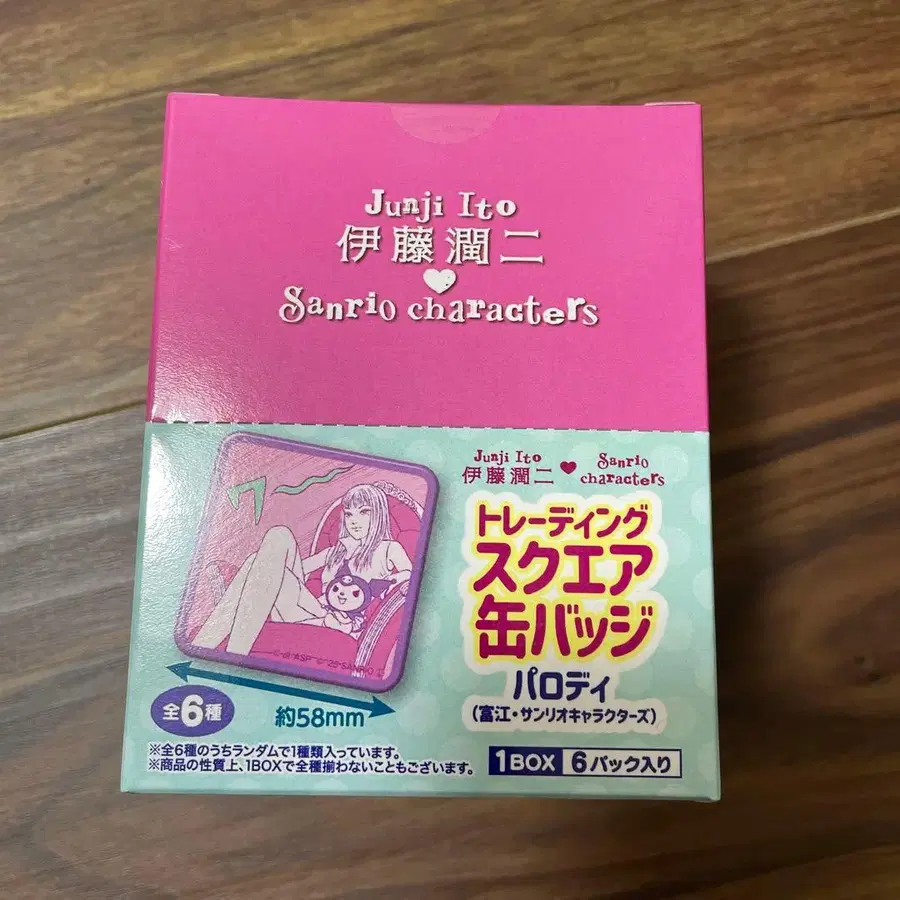 Junji Ito
伊藤潤二
♥
Sanrio characters
Junji Ito
伊藤潤二♥
Sanrio
characters
トレーディング
スクエア
缶バッジ
パロディ
(富江・サンリオキャラクターズ)
ワ〜
全6種
約58mm
※全6種のうちランダムで1種類入っています。
※商品の性質上、1BOXで全種揃わないこともございます。
1BOX 6パック入り